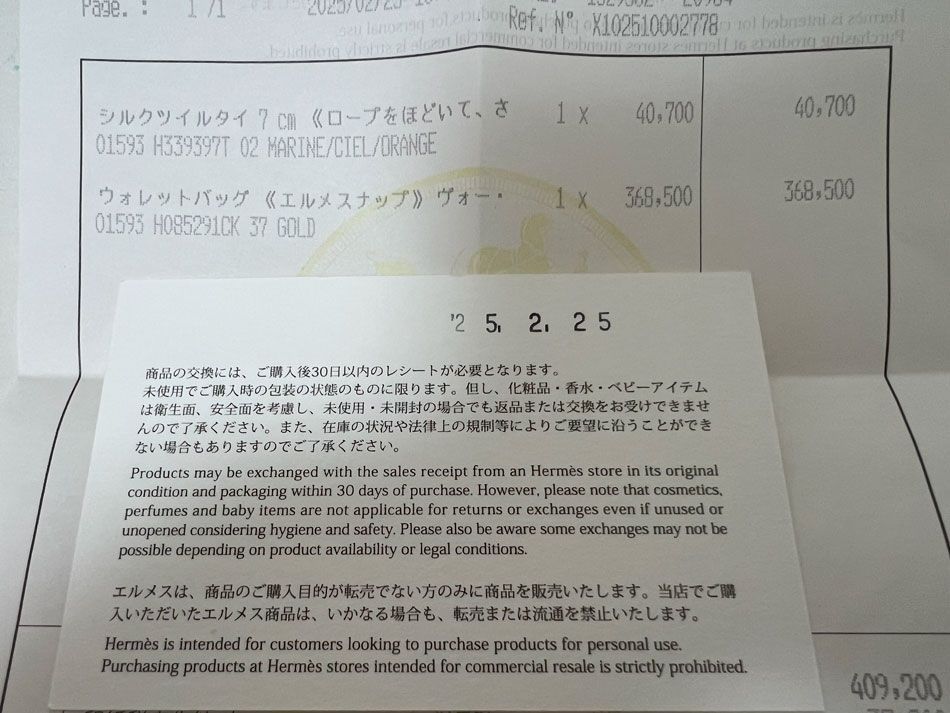 Page. : 1 /1
2025/02/25
Ref. N° X102510002778
シルクツイルタイ 7 cm 《ロープをほどいて、さ 1 x 40,700 40,700
01593 H339397T 02 MARINE/CIEL/ORANGE
ウォレットバッグ 《エルメスナップ》 ヴォー・ 1 x 368,500 368,500
01593 H085291CK 37 GOLD
'25. 2. 25
商品の交換には、ご購入後30日以内のレシートが必要となります。
未使用でご購入時の包装の状態のものに限ります。但し、化粧品・香水・ベビーアイテム
は衛生面、安全面を考慮し、未使用・未開封の場合でも返品または交換をお受けできませ
んので了承ください。また、在庫の状況や法律上の規制等によりご要望に沿うことができ
ない場合もありますのでご了承ください。
Products may be exchanged with the sales receipt from an Hermès store in its original
condition and packaging within 30 days of purchase. However, please note that cosmetics,
perfumes and baby items are not applicable for returns or exchanges even if unused or
unopened considering hygiene and safety. Please also be aware some exchanges may not be
possible depending on product availability or legal conditions.
エルメスは、商品のご購入目的が転売でない方のみに商品を販売いたします。当店でご購
入いただいたエルメス商品は、いかなる場合も、転売または流通を禁止いたします。
Hermès is intended for customers looking to purchase products for personal use.
Purchasing products at Hermès stores intended for commercial resale is strictly prohibited.
409,200